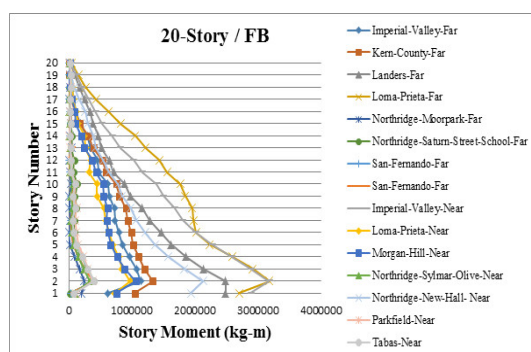 20-Story / FB
Story Number
20
19
18
17
16
15
14
13
12
11
10
9
8
7
6
5
4
3
2
1
0
1000000
2000000
3000000
4000000
Story Moment (kg-m)
Imperial-Valley-Far
Kern-County-Far
Landers-Far
Loma-Prieta-Far
Northridge-Moorpark-Far
Northridge-Saturn-Street-School-Far
San-Fernando-Far
San-Fernando-Far
Imperial-Valley-Near
Loma-Prieta-Near
Morgan-Hill-Near
Northridge-Sylmar-Olive-Near
Northridge-New-Hall- Near
Parkfield-Near
Tabas-Near